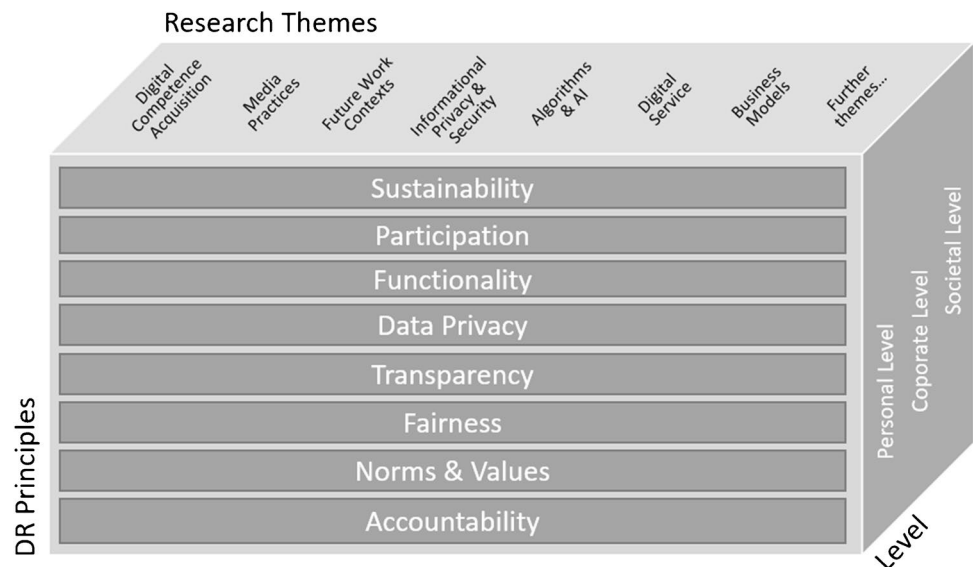 Research Themes
Digital
Competence
Acquisition
Media
Practices
Future Work
Contexts
Informational
Privacy &
Security
Algorithms
& AI
Digital
Service
Business
Models
Further
themes...
Sustainability
Participation
Functionality
Data Privacy
Transparency
Fairness
Norms & Values
Accountability
DR Principles
Personal Level
Coporate Level
Societal Level
Level